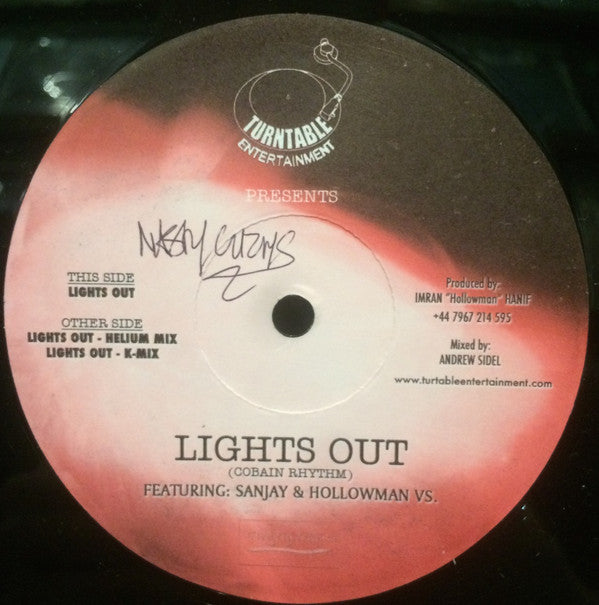 TURNTABLE
ENTERTAINMENT
PRESENTS
THIS SIDE
LIGHTS OUT
OTHER SIDE
LIGHTS OUT - HELIUM MIX
LIGHTS OUT - K-MIX
Produced by:
IMRAN "Hollowman" HANIF
+44 7967 214 595
Mixed by:
ANDREW SIDEL
www.turtableentertainment.com
LIGHTS OUT
(COBAIN RHYTHM)
FEATURING: SANJAY & HOLLOWMAN VS.